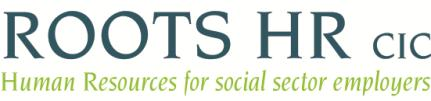 ROOTS HR CIC
Human Resources for social sector employers